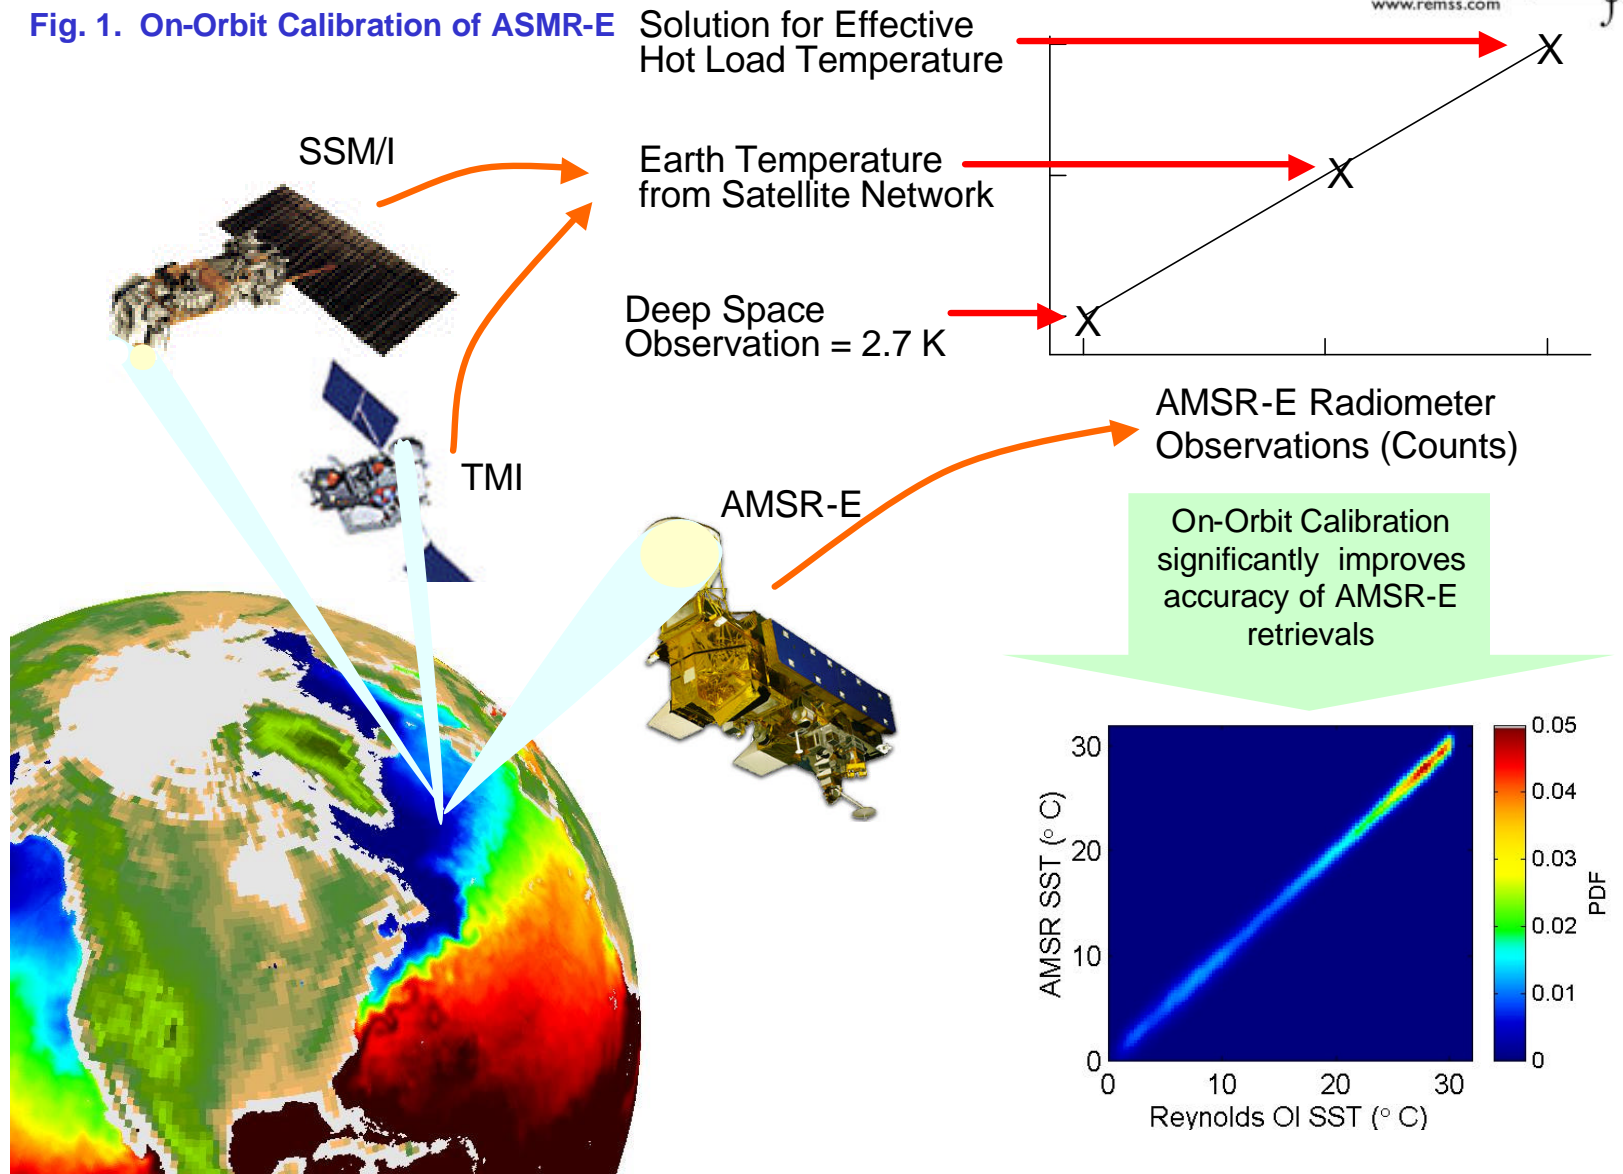 www.remss.com
Fig. 1. On-Orbit Calibration of ASMR-E
Solution for Effective
Hot Load Temperature
SSM/I
Earth Temperature
from Satellite Network
Deep Space
Observation = 2.7 K
TMI
AMSR-E
AMSR-E Radiometer
Observations (Counts)
On-Orbit Calibration
significantly improves
accuracy of AMSR-E
retrievals
30
20
10
0
AMSR SST (° C)
0 10 20 30
Reynolds OI SST (° C)
0.05
0.04
0.03
0.02
0.01
0
PDF